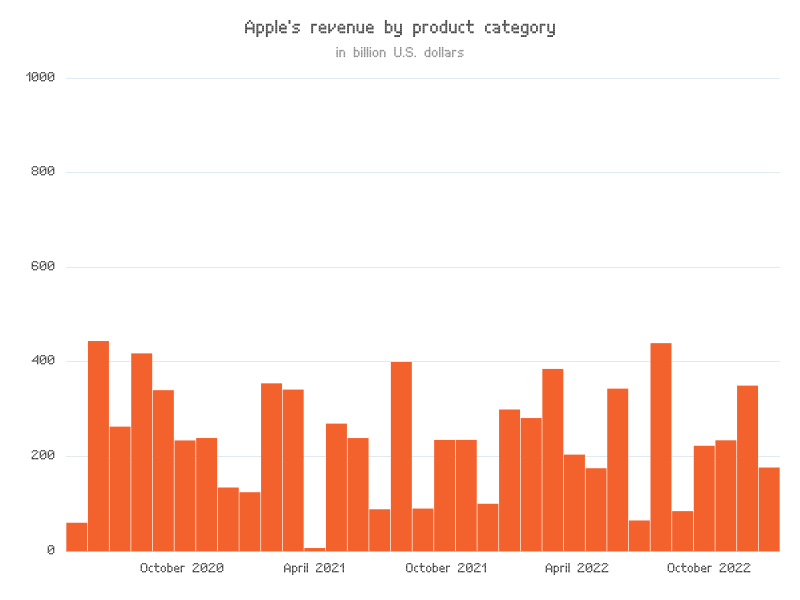 Apple's revenue by product category
in billion U.S. dollars
1000
800
600
400
200
0
October 2020 April 2021 October 2021 April 2022 October 2022